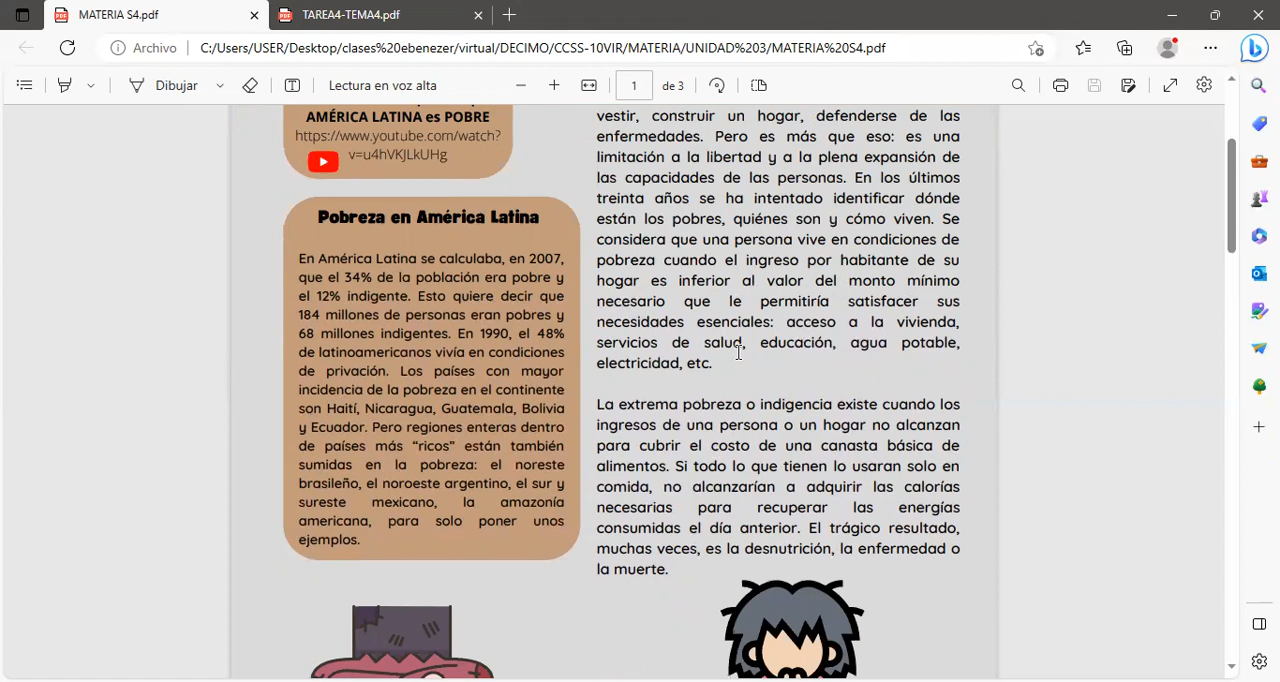 MATERIA S4.pdf
TAREA4-TEMA4.pdf
Archivo
C:/Users/USER/Desktop/clases%20ebenezer/virtual/DECIMO/CCSS-10VIR/MATERIA/UNIDAD%203/MATERIA%20S4.pdf
Dibujar
Lectura en voz alta
1
de 3
AMÉRICA LATINA es POBRE
https://www.youtube.com/watch?
v=u4hVKJLkUHg
Pobreza en América Latina
En América Latina se calculaba, en 2007,
que el 34% de la población era pobre y
el 12% indigente. Esto quiere decir que
184 millones de personas eran pobres y
68 millones indigentes. En 1990, el 48%
de latinoamericanos vivía en condiciones
de privación. Los países con mayor
incidencia de la pobreza en el continente
son Haití, Nicaragua, Guatemala, Bolivia
y Ecuador. Pero regiones enteras dentro
de países más “ricos” están también
sumidas en la pobreza: el noreste
brasileño, el noroeste argentino, el sur y
sureste mexicano, la amazonía
americana, para solo poner unos
ejemplos.
vestir, construir un hogar, defenderse de las
enfermedades. Pero es más que eso: es una
limitación a la libertad y a la plena expansión de
las capacidades de las personas. En los últimos
treinta años se ha intentado identificar dónde
están los pobres, quiénes son y cómo viven. Se
considera que una persona vive en condiciones de
pobreza cuando el ingreso por habitante de su
hogar es inferior al valor del monto mínimo
necesario que le permitiría satisfacer sus
necesidades esenciales: acceso a la vivienda,
servicios de salud, educación, agua potable,
electricidad, etc.
La extrema pobreza o indigencia existe cuando los
ingresos de una persona o un hogar no alcanzan
para cubrir el costo de una canasta básica de
alimentos. Si todo lo que tienen lo usaran solo en
comida, no alcanzarían a adquirir las calorías
necesarias para recuperar las energías
consumidas el día anterior. El trágico resultado,
muchas veces, es la desnutrición, la enfermedad o
la muerte.